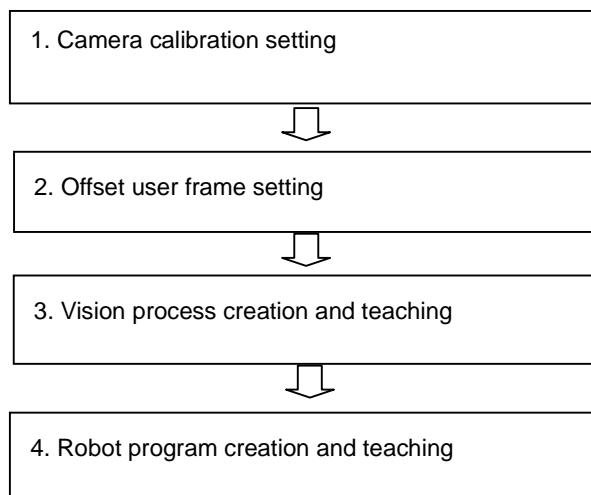 1. Camera calibration setting
2. Offset user frame setting
3. Vision process creation and teaching
4. Robot program creation and teaching